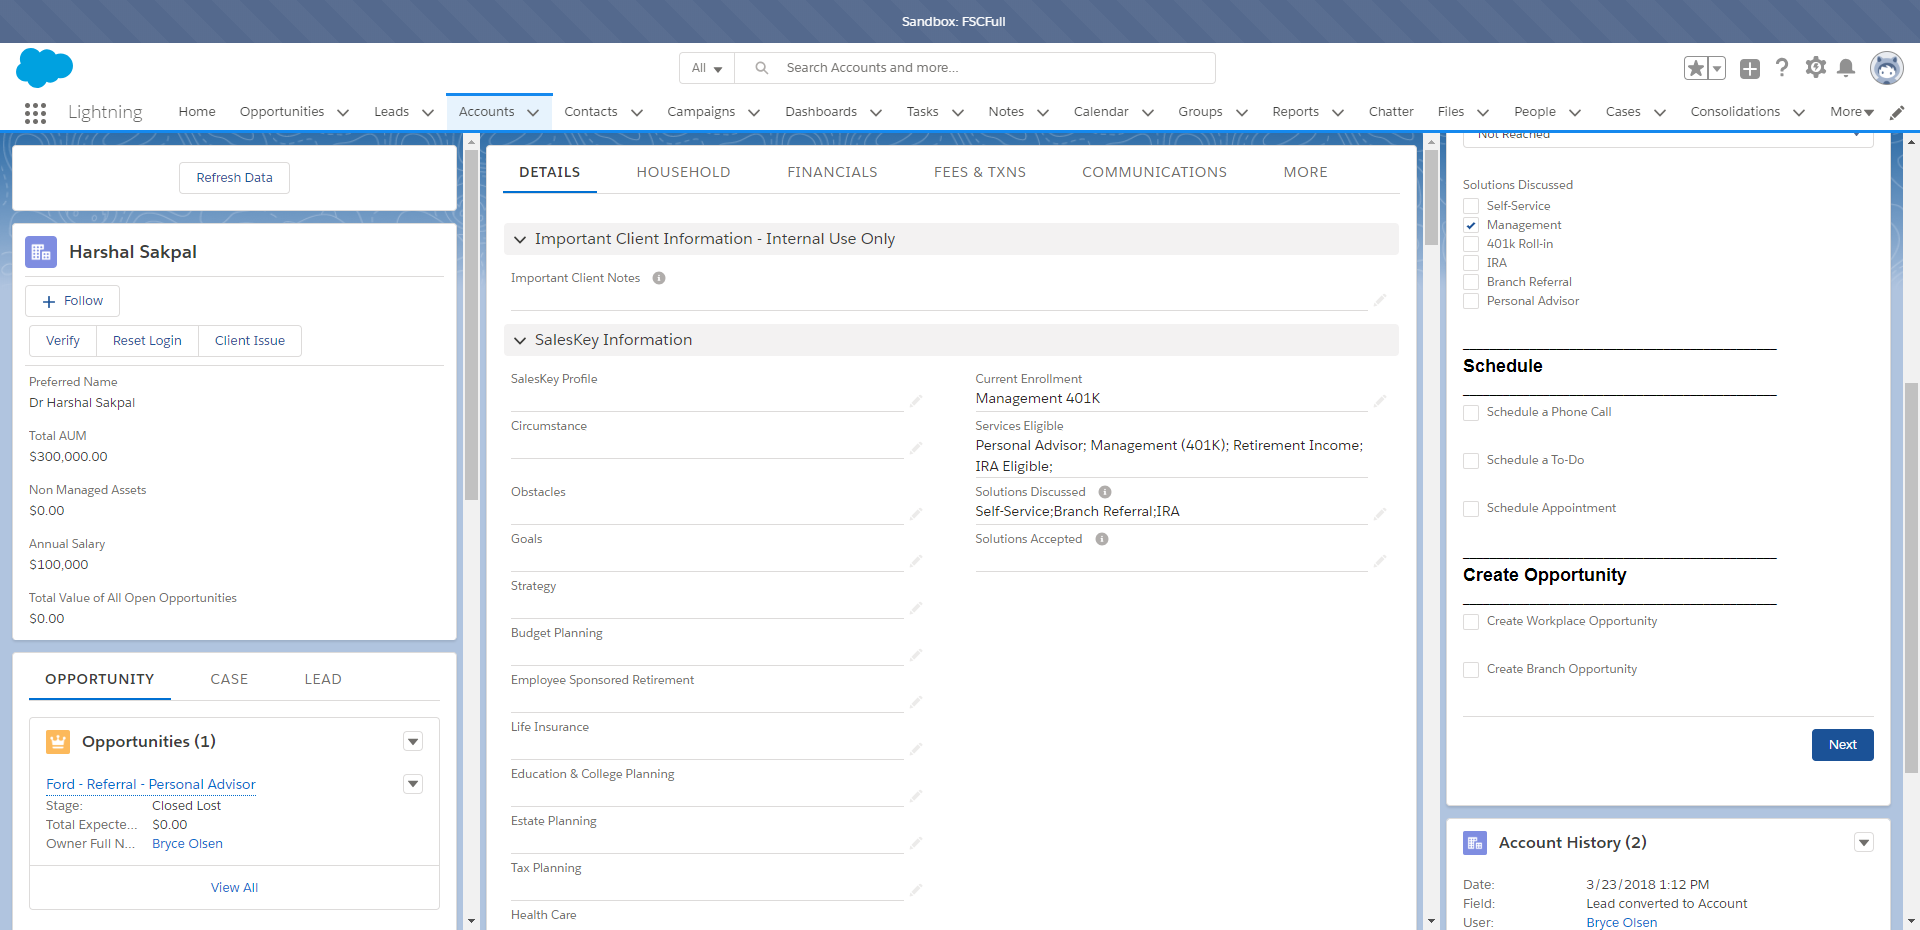 Sandbox: FSCFull
All
Search Accounts and more...
Lightning
Home
Opportunities
Leads
Accounts
Contacts
Campaigns
Dashboards
Tasks
Notes
Calendar
Groups
Reports
Chatter
Files
People
Cases
Consolidations
More
Refresh Data
Harshal Sakpal
Follow
Verify
Reset Login
Client Issue
Preferred Name
Dr Harshal Sakpal
Total AUM
$300,000.00
Non Managed Assets
$0.00
Annual Salary
$100,000
Total Value of All Open Opportunities
$0.00
OPPORTUNITY
CASE
LEAD
Opportunities (1)
Ford - Referral - Personal Advisor
Stage: Closed Lost
Total Expecte... $0.00
Owner Full N... Bryce Olsen
View All
DETAILS
HOUSEHOLD
FINANCIALS
FEES & TXNS
COMMUNICATIONS
MORE
Important Client Information - Internal Use Only
Important Client Notes
SalesKey Information
SalesKey Profile
Circumstance
Obstacles
Goals
Strategy
Budget Planning
Employee Sponsored Retirement
Life Insurance
Education & College Planning
Estate Planning
Tax Planning
Health Care
Current Enrollment
Management 401K
Services Eligible
Personal Advisor; Management (401K); Retirement Income;
IRA Eligible;
Solutions Discussed
Self-Service;Branch Referral;IRA
Solutions Accepted
Not Reached
Solutions Discussed
Self-Service
Management
401k Roll-in
IRA
Branch Referral
Personal Advisor
Schedule
Schedule a Phone Call
Schedule a To-Do
Schedule Appointment
Create Opportunity
Create Workplace Opportunity
Create Branch Opportunity
Next
Account History (2)
Date: 3/23/2018 1:12 PM
Field: Lead converted to Account
User: Bryce Olsen